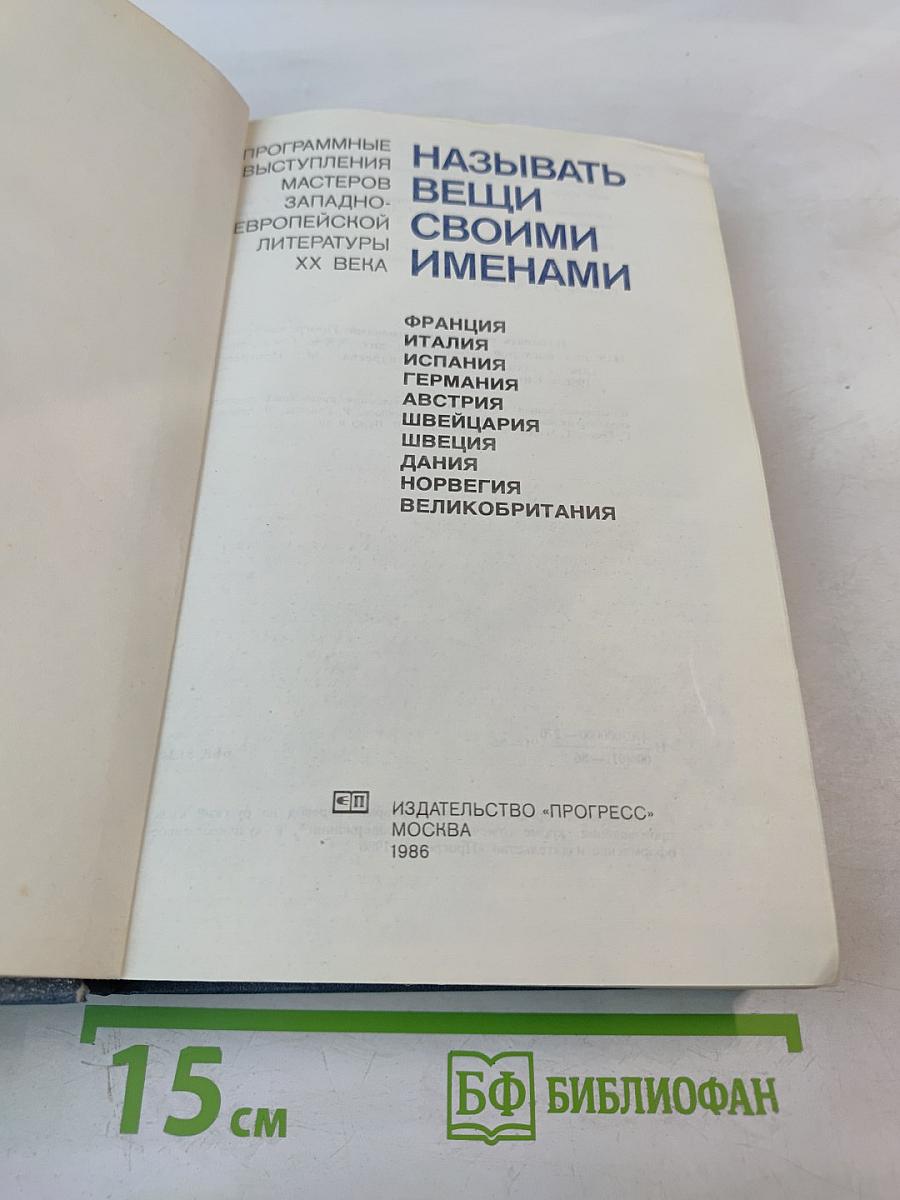 ПРОГРАММНЫЕ
ВЫСТУПЛЕНИЯ
МАСТЕРОВ
ЗАПАДНО-
ЕВРОПЕЙСКОЙ
ЛИТЕРАТУРЫ
XX ВЕКА
НАЗЫВАТЬ
ВЕЩИ
СВОИМИ
ИМЕНАМИ
ФРАНЦИЯ
ИТАЛИЯ
ИСПАНИЯ
ГЕРМАНИЯ
АВСТРИЯ
ШВЕЙЦАРИЯ
ШВЕЦИЯ
ДАНИЯ
НОРВЕГИЯ
ВЕЛИКОБРИТАНИЯ
ИЗДАТЕЛЬСТВО «ПРОГРЕСС»
МОСКВА
1986
15 см
БФ БИБЛИОФАН